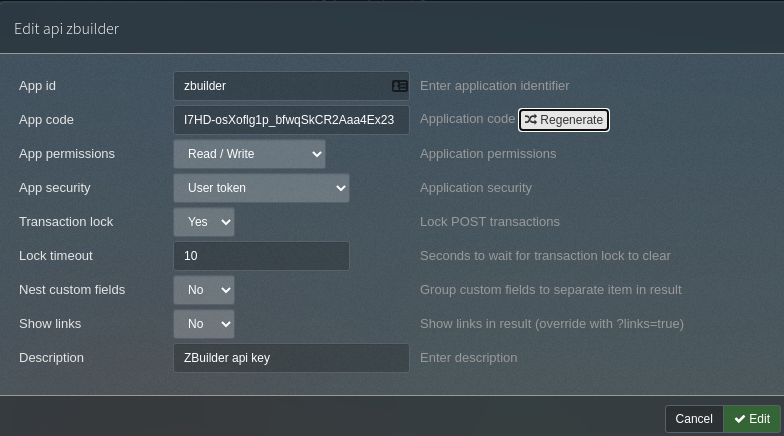 Edit api zbuilder
App id zbuilder Enter application identifier
App code I7HD-osXoflg1p_bfwqSkCR2Aaa4Ex23 Application code Regenerate
App permissions Read / Write Application permissions
App security User token Application security
Transaction lock Yes Lock POST transactions
Lock timeout 10 Seconds to wait for transaction lock to clear
Nest custom fields No Group custom fields to separate item in result
Show links No Show links in result (override with ?links=true)
Description ZBuilder api key Enter description
Cancel Edit